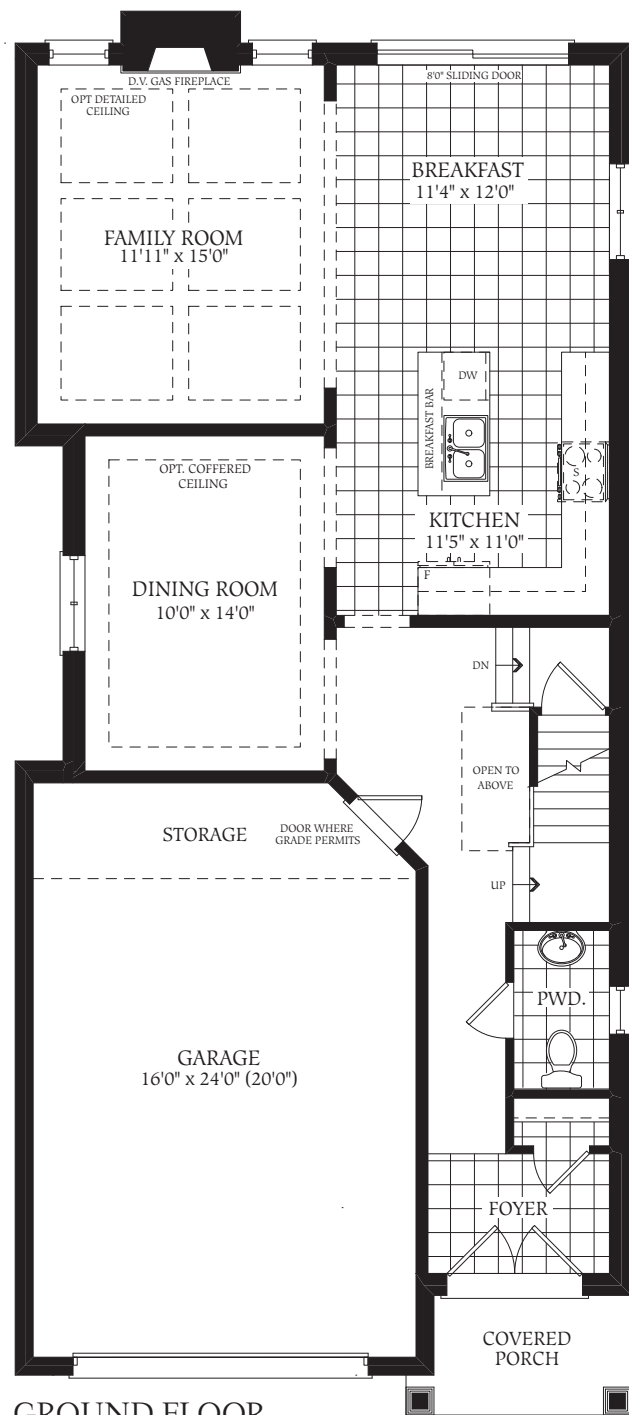 D.V. GAS FIREPLACE
8'0" SLIDING DOOR
OPT DETAILED
CEILING
BREAKFAST
11'4" x 12'0"
FAMILY ROOM
11'11" x 15'0"
DW
BREAKFAST BAR
S
OPT. COFFERED
CEILING
KITCHEN
11'5" x 11'0"
F
DINING ROOM
10'0" x 14'0"
DN
OPEN TO
ABOVE
STORAGE
DOOR WHERE
GRADE PERMITS
UP
PWD.
GARAGE
16'0" x 24'0" (20'0")
FOYER
COVERED
PORCH
GROUND FLOOR